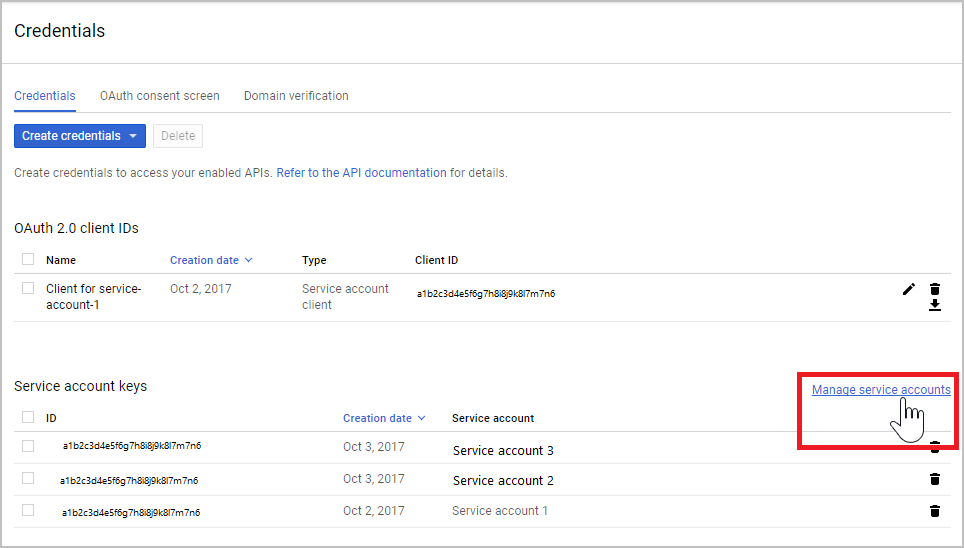 Credentials
Credentials OAuth consent screen Domain verification
Create credentials Delete
Create credentials to access your enabled APIs. Refer to the API documentation for details.
OAuth 2.0 client IDs
Name Creation date Type Client ID
Client for service-account-1 Oct 2, 2017 Service account client a1b2c3d4e5f6g7h8i8j9k8l7m7n6
Service account keys Manage service accounts
ID Creation date Service account
a1b2c3d4e5f6g7h8i8j9k8l7m7n6 Oct 3, 2017 Service account 3
a1b2c3d4e5f6g7h8i8j9k8l7m7n6 Oct 3, 2017 Service account 2
a1b2c3d4e5f6g7h8i8j9k8l7m7n6 Oct 2, 2017 Service account 1